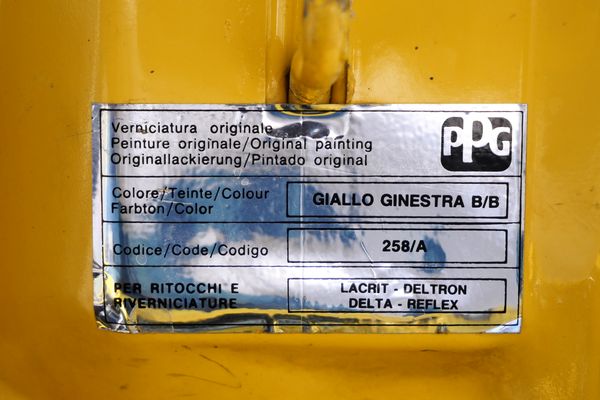 Verniciatura originale
Peinture originale/Original painting
Originallackierung/Pintado original
PPG
Colore/Teinte/Colour
Farbton/Color
GIALLO GINESTRA B/B
Codice/Code/Codigo
258/A
PER RITOCCHI E
RIVERNICIATURE
LACRIT - DELTRON
DELTA - REFLEX